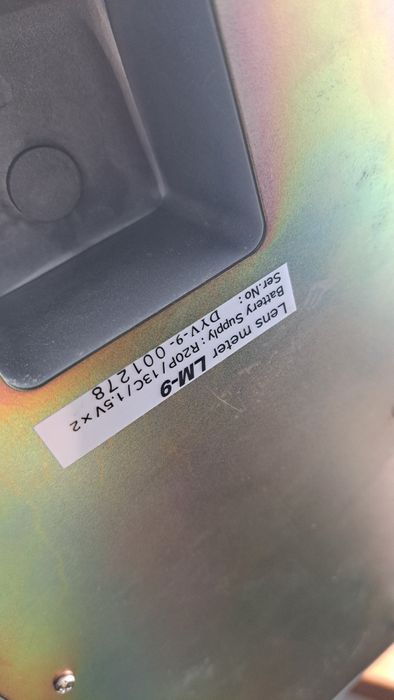 Lens meter LM-9
Battery Supply : R20P / 13C / 1.5V × 2
Ser.No : DYV-9- 001278